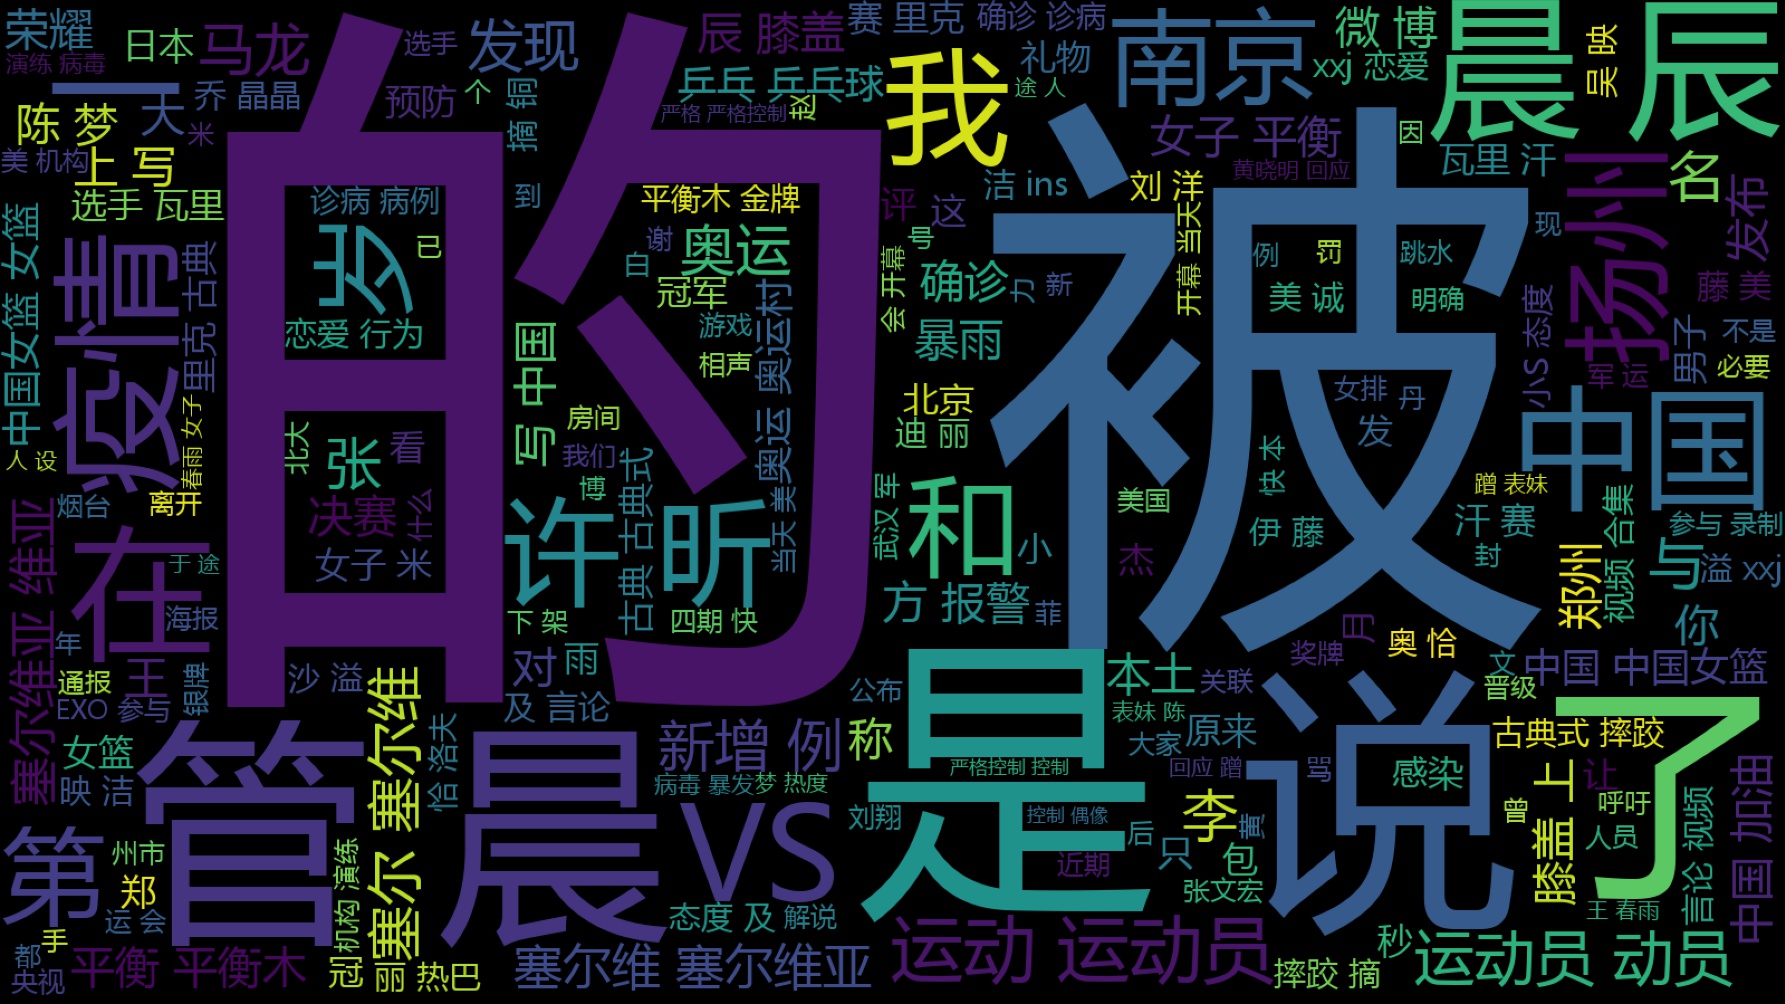 荣耀
演练 病毒
日本
马龙
选手
发现
辰 膝盖
赛 里克
确诊 诊病
微 博
晨 辰
一
大
乔 晶晶
预防
个
摘 铜
乒乓 乒乓球
严格 严格控制
这
我
礼物
途 人
南京
xxj 恋爱
吴 映
陈 梦
米
美 机构
上 写
选手 瓦里
中国女篮 女篮
疫情
里克 古典
春雨 女子
人 设
的
诊病 病例
岁
已
恋爱 行为
到
平衡木 金牌
谢
白
奥运
冠军
游戏
相声
奥运 奥运村
写 中国
房间
我们
博
古典 古典式
当天 美
评
这
号
会 开幕
确诊
力
新
暴雨
北京
迪 丽
洁 ins
刘 洋
开幕 当天
女子 平衡
黄晓明 回应
因
瓦里 汗
名
扬州
发布
被
例
罚
跳水
美 诚
明确
现
小S 态度
藤 美
男子
不是
军 运
必要
女排
丹
发
快 本
伊 藤
中国
蹭 表妹
汗 赛
封
视频 合集
参与 录制
与
溢 xxj
郑州
你
北大
张
看
决赛
什么
女子 米
烟台
离开
在
于 途
海报
年
塞尔维亚 维亚
许昕
下 架
四期 快
武汉 军
和
小
美国
杰
方 报警
菲
月
奖牌
奥 恰
文
中国 中国女篮
晋级
通报
王
EXO 参与
银牌
沙 溢
塞尔 塞尔维
对
雨
及 言论
恰 洛夫
公布
本土
关联
表妹 陈
大家
原来
是
说
了
古典式 摔跤
女篮
映 洁
管
晨
新增 例
称
病毒 暴发
梦 热度
严格控制 控制
回应 蹭
骂
感染
让
中国 加油
VS
刘翔
控制 偶像
后
李
黄
曾
膝盖 上
呼吁
人员
言论 视频
第
州市
郑
运 会
机构 演练
态度 及
解说
近期
只
包
张文宏
王 春雨
手
都
央视
平衡 平衡木
冠
丽 热巴
塞尔维 塞尔维亚
运动 运动员
摔跤 摘
秒
运动员 动员